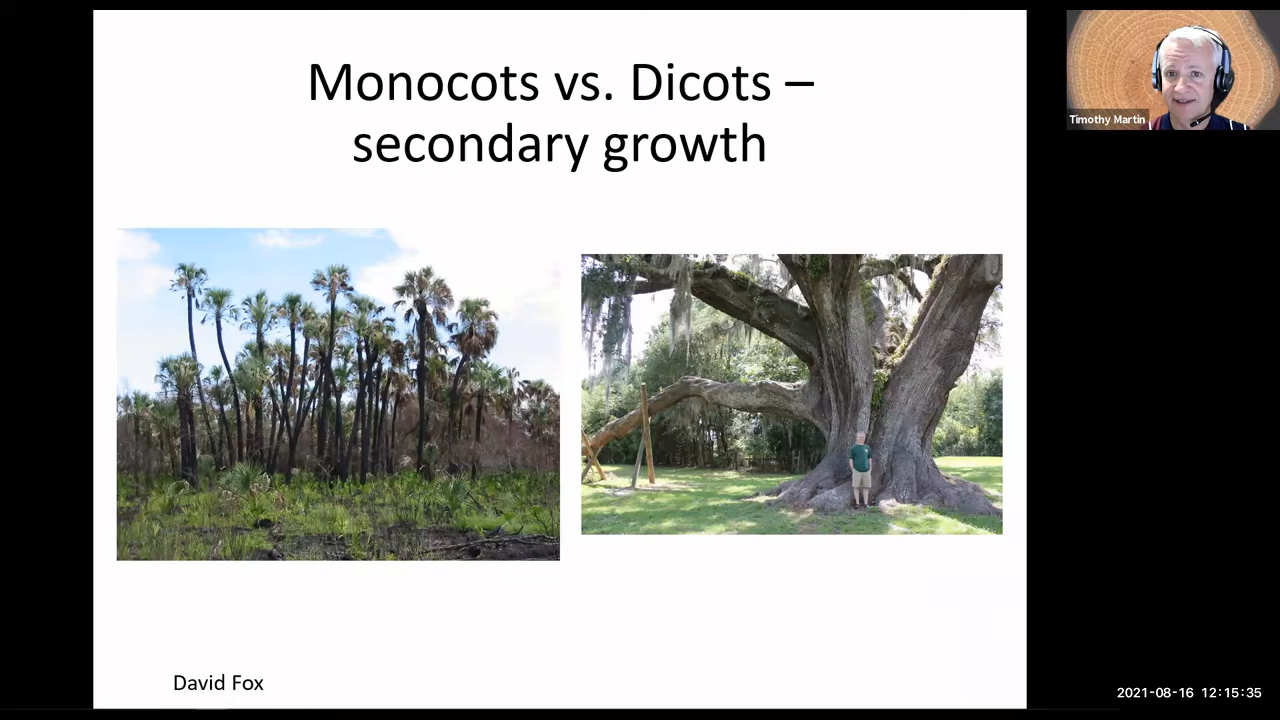 Monocots vs. Dicots –
secondary growth
Timothy Martin
David Fox
2021-08-16 12:15:35